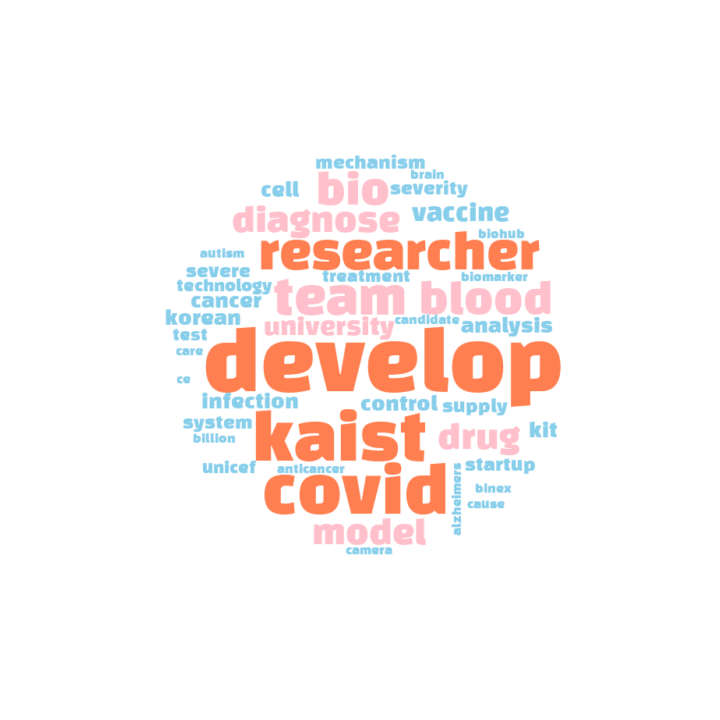 mechanism
brain
cell
bio
severity
diagnose
vaccine
biohub
researcher
autism
severe
treatment
biomarker
technology
team
blood
cancer
korean
university
candidate
analysis
test
develop
care
ce
infection
control
supply
system
kaist
drug
kit
billion
unicef
anticancer
covid
alzheimers
startup
binex
cause
model
camera